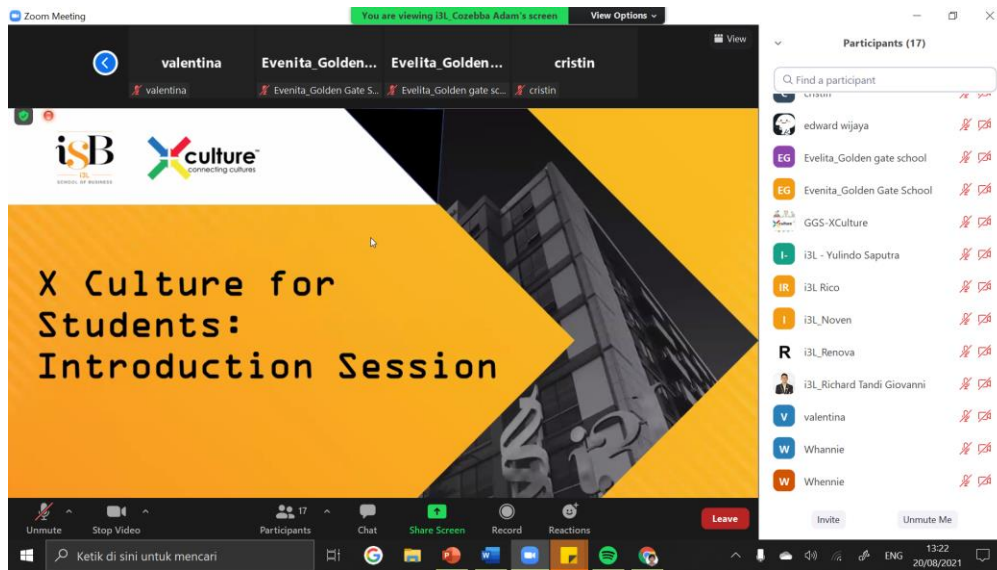 Zoom Meeting
You are viewing i3L_Cozebba Adam's screen
View Options
View
valentina
Evenita_Golden...
Evelita_Golden...
cristin
valentina
Evenita_Golden Gate S...
Evelita_Golden gate sc...
cristin
iSB
i3L
SCHOOL OF BUSINESS
culture™
connecting cultures
X Culture for
Students:
Introduction Session
Participants (17)
Find a participant
cristin
edward wijaya
EG Evelita_Golden gate school
EG Evenita_Golden Gate School
GGS-XCulture
I- i3L - Yulindo Saputra
IR i3L Rico
I i3L_Noven
R i3L_Renova
i3L_Richard Tandi Giovanni
V valentina
W Whannie
W Whennie
Invite
Unmute Me
Unmute
Stop Video
17
Participants
Chat
Share Screen
Record
Reactions
Leave
Ketik di sini untuk mencari
ENG
13:22
20/08/2021